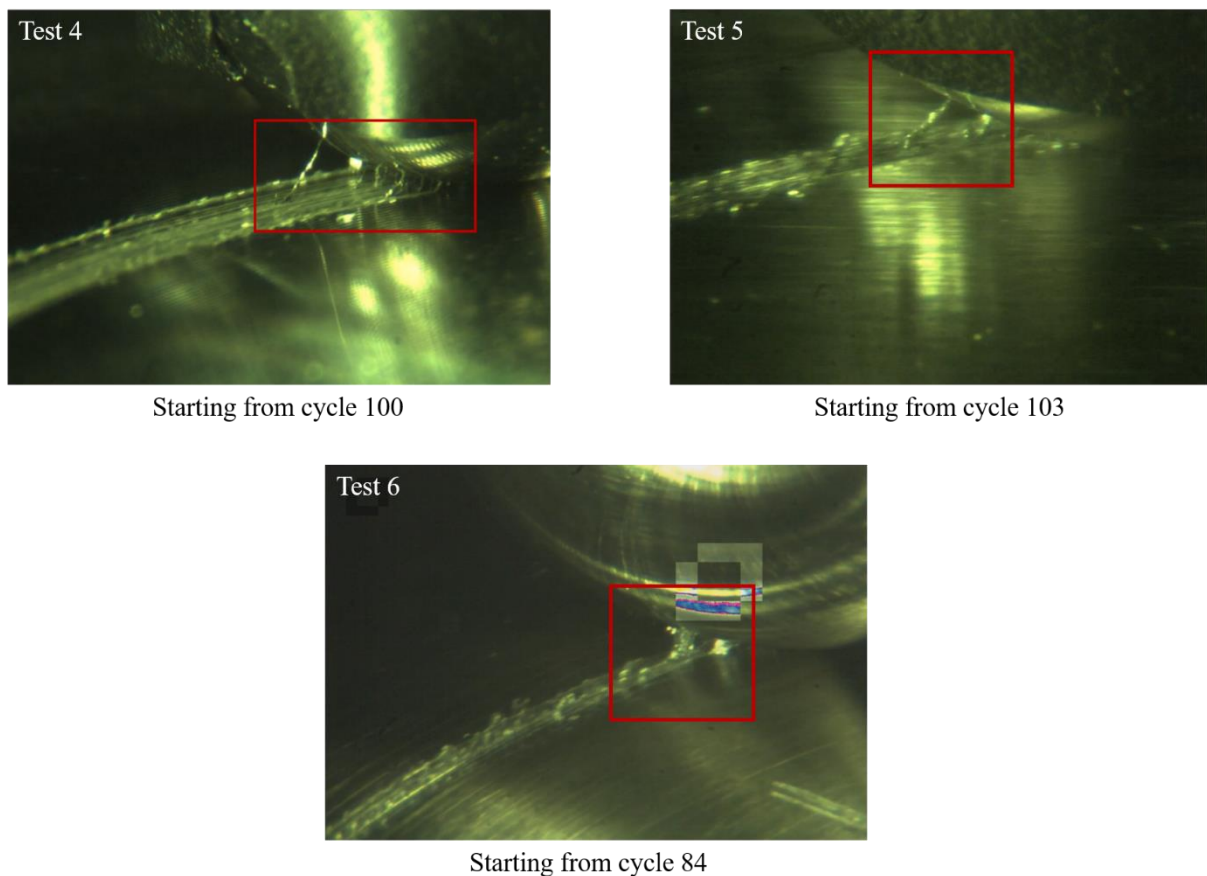 Test 4
Test 5
Starting from cycle 100
Starting from cycle 103
Test 6
Starting from cycle 84